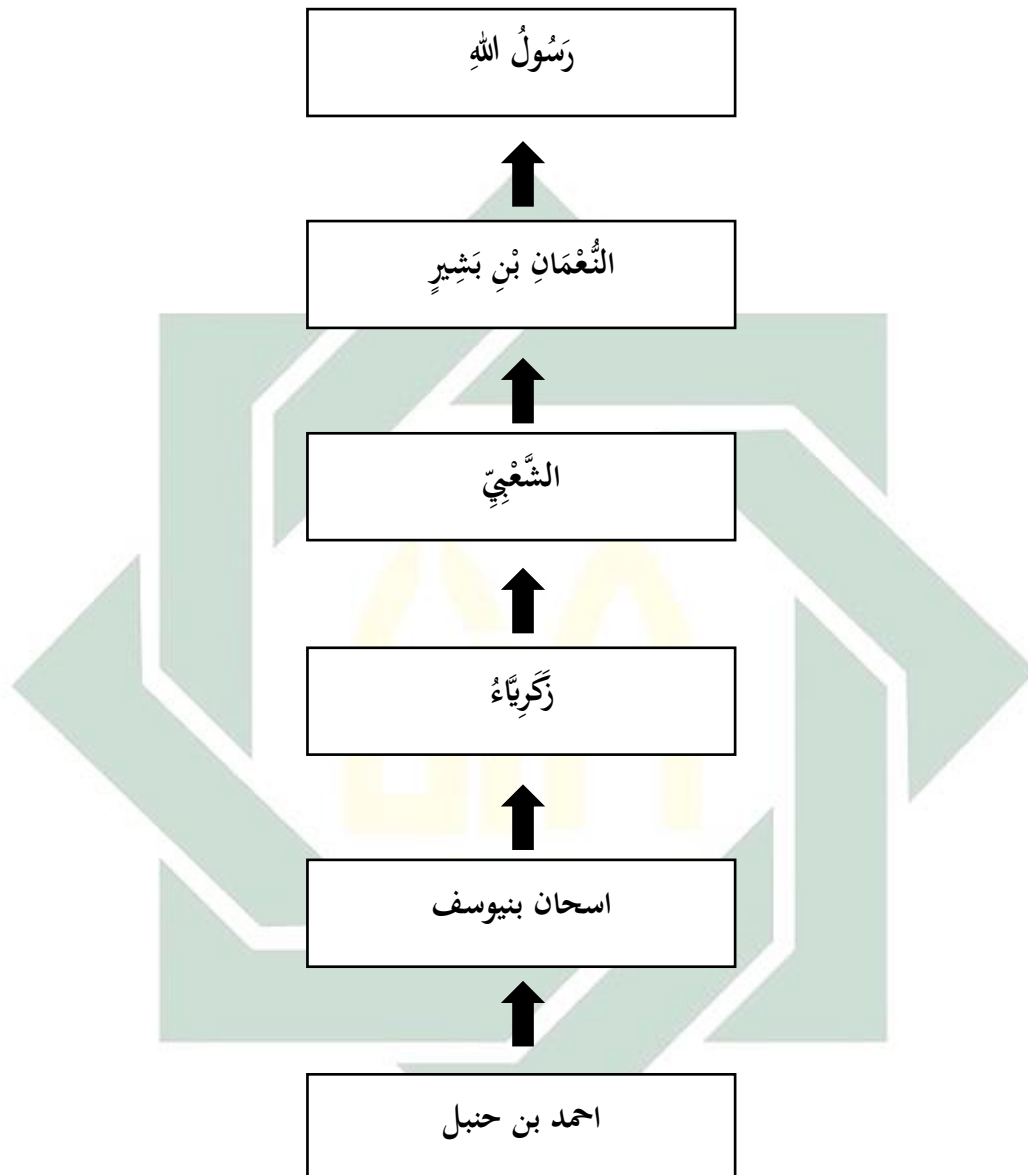 رَسُولُ اللهِ
النُّعْمَانِ بْنِ بَشِيرٍ
الشَّعْبِيِّ
زَكَرِيَّاءُ
اسحان بنيوسف
احمد بن حنبل